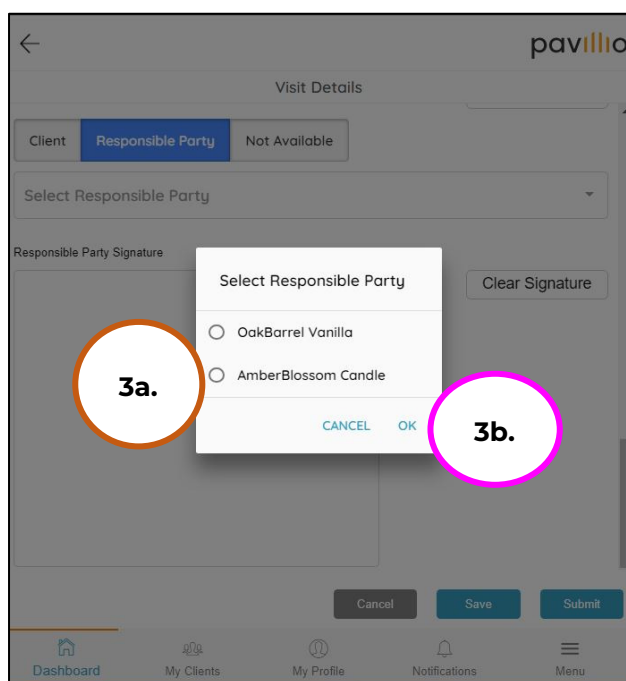 pavillio
Visit Details
Client Responsible Party Not Available
Select Responsible Party
Responsible Party Signature
Clear Signature
Select Responsible Party
OakBarrel Vanilla
AmberBlossom Candle
CANCEL OK
3a.
3b.
Cancel Save Submit
Dashboard My Clients My Profile Notifications Menu